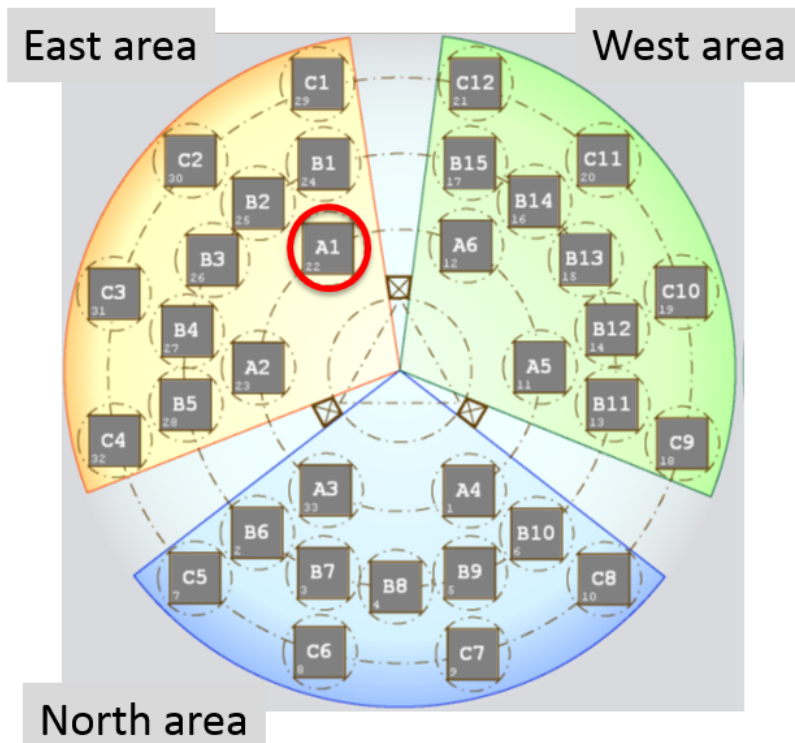 East area
West area
C1
29
C12
21
C2
30
B1
24
B15
17
C11
20
B2
25
B14
16
A1
22
A6
12
B3
26
B13
15
C3
31
C10
19
B4
27
B12
14
A2
23
A5
11
B5
28
B11
13
C4
32
C9
18
A3
33
A4
1
B6
2
B10
6
C5
7
B7
3
B8
4
B9
5
C8
10
C6
8
C7
9
North area